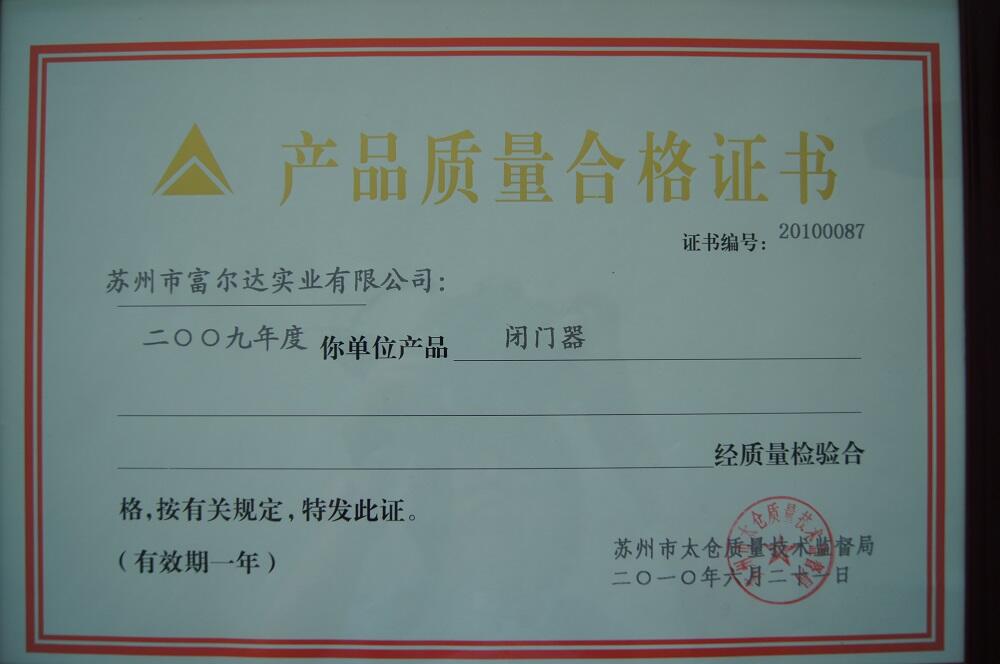 产品质量合格证书
证书编号：20100087
苏州市富尔达实业有限公司：
二〇〇九年度 你单位产品 闭门器
经质量检验合
格，按有关规定，特发此证。
（有效期一年）
苏州市太仓质量技术监督局
二〇一〇年六月二十一日